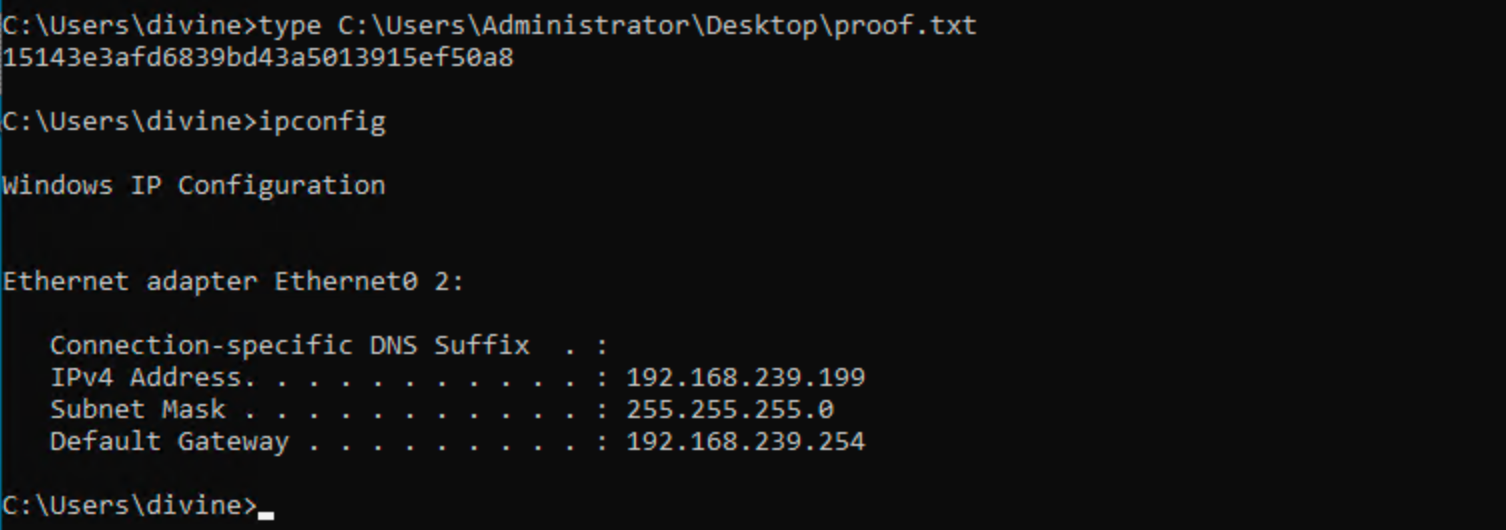 C:\Users\divine>type C:\Users\Administrator\Desktop\proof.txt
15143e3afd6839bd43a5013915ef50a8
C:\Users\divine>ipconfig
Windows IP Configuration
Ethernet adapter Ethernet0 2:
Connection-specific DNS Suffix  . :
IPv4 Address. . . . . . . . . . . : 192.168.239.199
Subnet Mask . . . . . . . . . . . : 255.255.255.0
Default Gateway . . . . . . . . . : 192.168.239.254
C:\Users\divine>